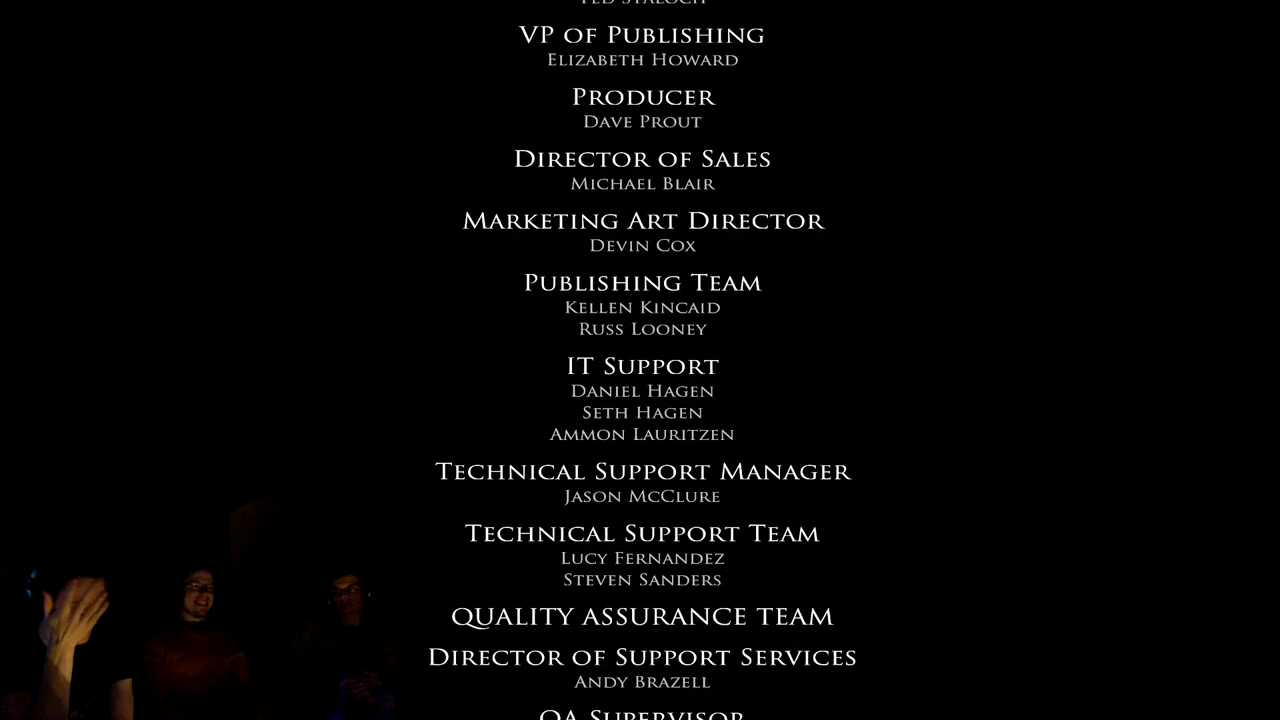 VP of Publishing
Elizabeth Howard
Producer
Dave Prout
Director of Sales
Michael Blair
Marketing Art Director
Devin Cox
Publishing Team
Kellen Kincaid
Russ Looney
IT Support
Daniel Hagen
Seth Hagen
Ammon Lauritzen
Technical Support Manager
Jason McClure
Technical Support Team
Lucy Fernandez
Steven Sanders
QUALITY ASSURANCE TEAM
Director of Support Services
Andy Brazell
QA Supervisor